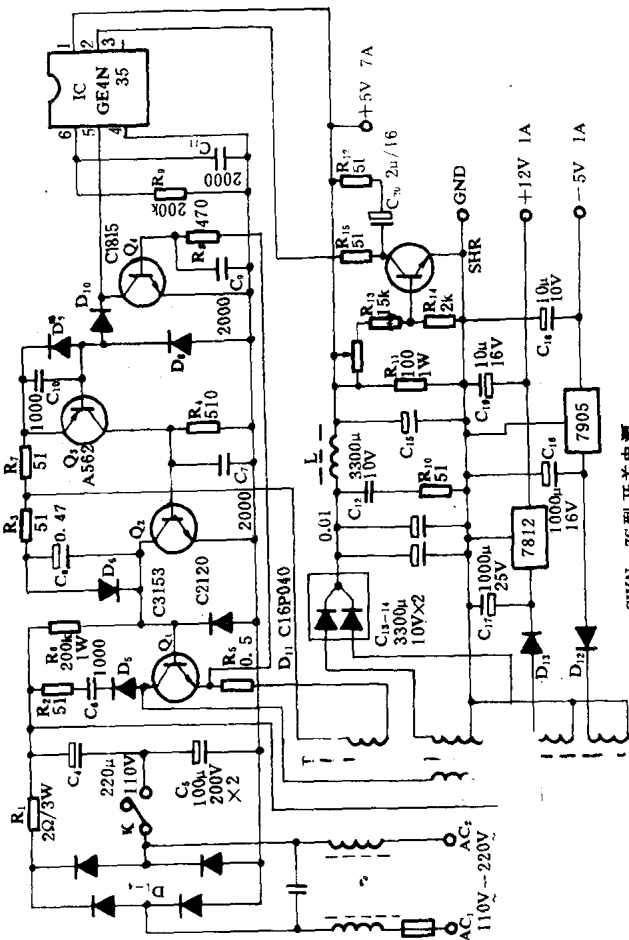 R₁
2Ω/3W
D₁₋₄
K
220μ
110V
C₄
C₅
100μ
200V
×2
AC₁
AC₂
110V~220V
R₂
51
C₆
1000
D₅
R₆
200k
1W
Q₁
R₅
0.5
C3153
C2120
D₆
C₈
0.47
R₃
51
R₇
51
Q₂
2000
C₇
R₄
510
Q₃
A562
1000
C₁₀
D₉
D₈
2000
D₁₀
C1815
Q₄
C₉
R₈
470
R₉
200k
C₁₁
2000
IC
GE4N
35
1
2
3
4
5
6
T
D₁₁ C16P040
C₁₃₋₁₄
3300μ
10V×2
0.01
C₁₂
3300μ
10V
R₁₀
51
L
C₁₅
R₁₁
100
1W
R₁₃
15k
R₁₄
2k
R₁₅
51
R₁₂
51
C₂₀
2μ/16
SHR
+5V 7A
GND
+12V 1A
-5V 1A
D₁₃
D₁₂
C₁₇
1000μ
25V
7812
C₁₉
10μ
16V
C₁₈
1000μ
16V
7905
C₁₆
10μ
10V